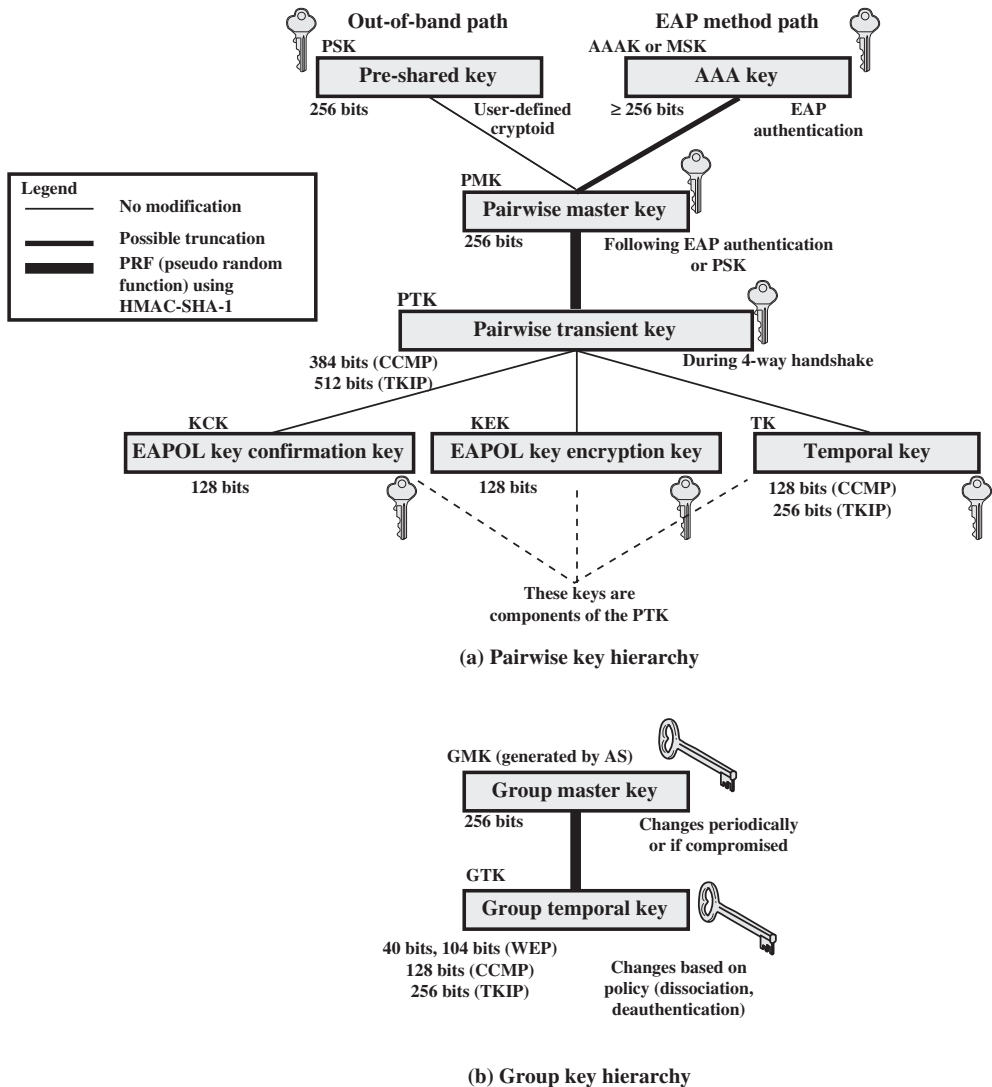 Out-of-band path
EAP method path
PSK
Pre-shared key
256 bits
User-defined
cryptoid
AAAK or MSK
AAA key
≥ 256 bits
EAP
authentication
Legend
No modification
Possible truncation
PRF (pseudo random
function) using
HMAC-SHA-1
PMK
Pairwise master key
256 bits
Following EAP authentication
or PSK
PTK
Pairwise transient key
384 bits (CCMP)
512 bits (TKIP)
During 4-way handshake
KCK
EAPOL key confirmation key
128 bits
KEK
EAPOL key encryption key
128 bits
TK
Temporal key
128 bits (CCMP)
256 bits (TKIP)
These keys are
components of the PTK
(a) Pairwise key hierarchy
GMK (generated by AS)
Group master key
256 bits
Changes periodically
or if compromised
GTK
Group temporal key
40 bits, 104 bits (WEP)
128 bits (CCMP)
256 bits (TKIP)
Changes based on
policy (dissociation,
deauthentication)
(b) Group key hierarchy